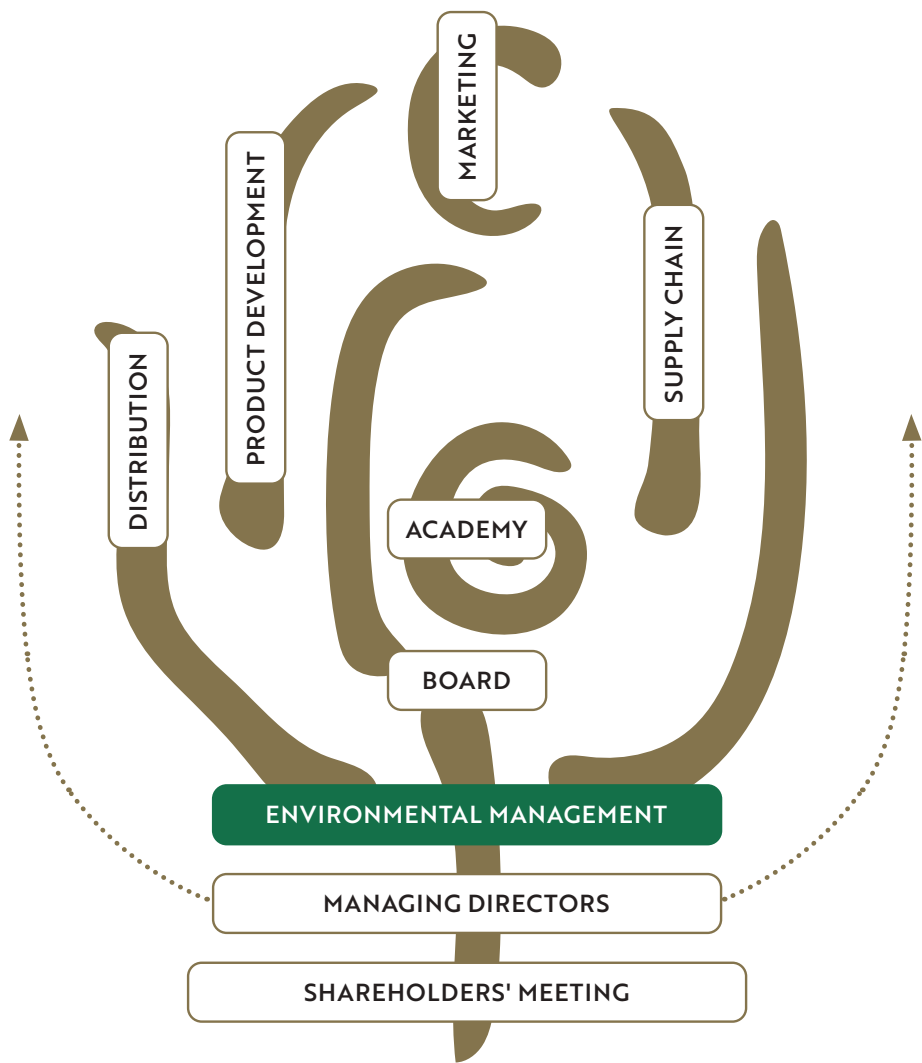 MARKETING
PRODUCT DEVELOPMENT
SUPPLY CHAIN
DISTRIBUTION
ACADEMY
BOARD
ENVIRONMENTAL MANAGEMENT
MANAGING DIRECTORS
SHAREHOLDERS' MEETING